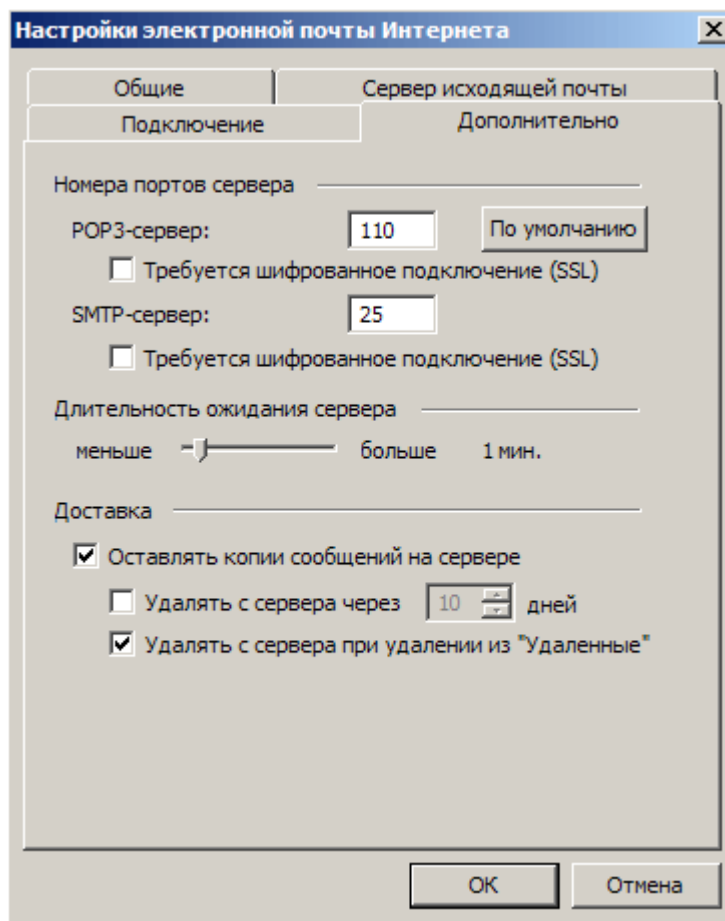 Настройки электронной почты Интернета
Общие Сервер исходящей почты
Подключение Дополнительно
Номера портов сервера
POP3-сервер: 110 По умолчанию
Требуется шифрованное подключение (SSL)
SMTP-сервер: 25
Требуется шифрованное подключение (SSL)
Длительность ожидания сервера
меньше больше 1 мин.
Доставка
Оставлять копии сообщений на сервере
Удалять с сервера через 10 дней
Удалять с сервера при удалении из "Удаленные"
ОК Отмена